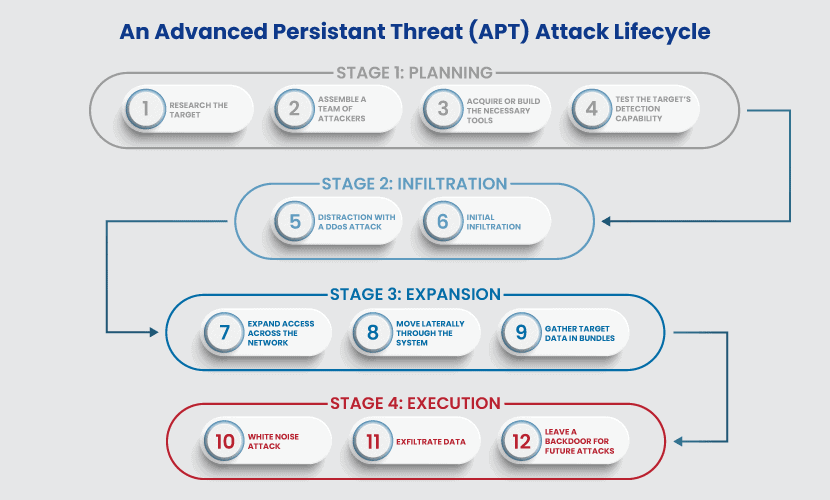 An Advanced Persistant Threat (APT) Attack Lifecycle
STAGE 1: PLANNING
1
RESEARCH THE
TARGET
2
ASSEMBLE A
TEAM OF
ATTACKERS
3
ACQUIRE OR BUILD
THE NECESSARY
TOOLS
4
TEST THE TARGET'S
DETECTION
CAPABILITY
STAGE 2: INFILTRATION
5
DISTRACTION WITH
A DDoS ATTACK
6
INITIAL
INFILTRATION
STAGE 3: EXPANSION
7
EXPAND ACCESS
ACROSS THE
NETWORK
8
MOVE LATERALLY
THROUGH THE
SYSTEM
9
GATHER TARGET
DATA IN BUNDLES
STAGE 4: EXECUTION
10
WHITE NOISE
ATTACK
11
EXFILTRATE DATA
12
LEAVE A
BACKDOOR FOR
FUTURE ATTACKS